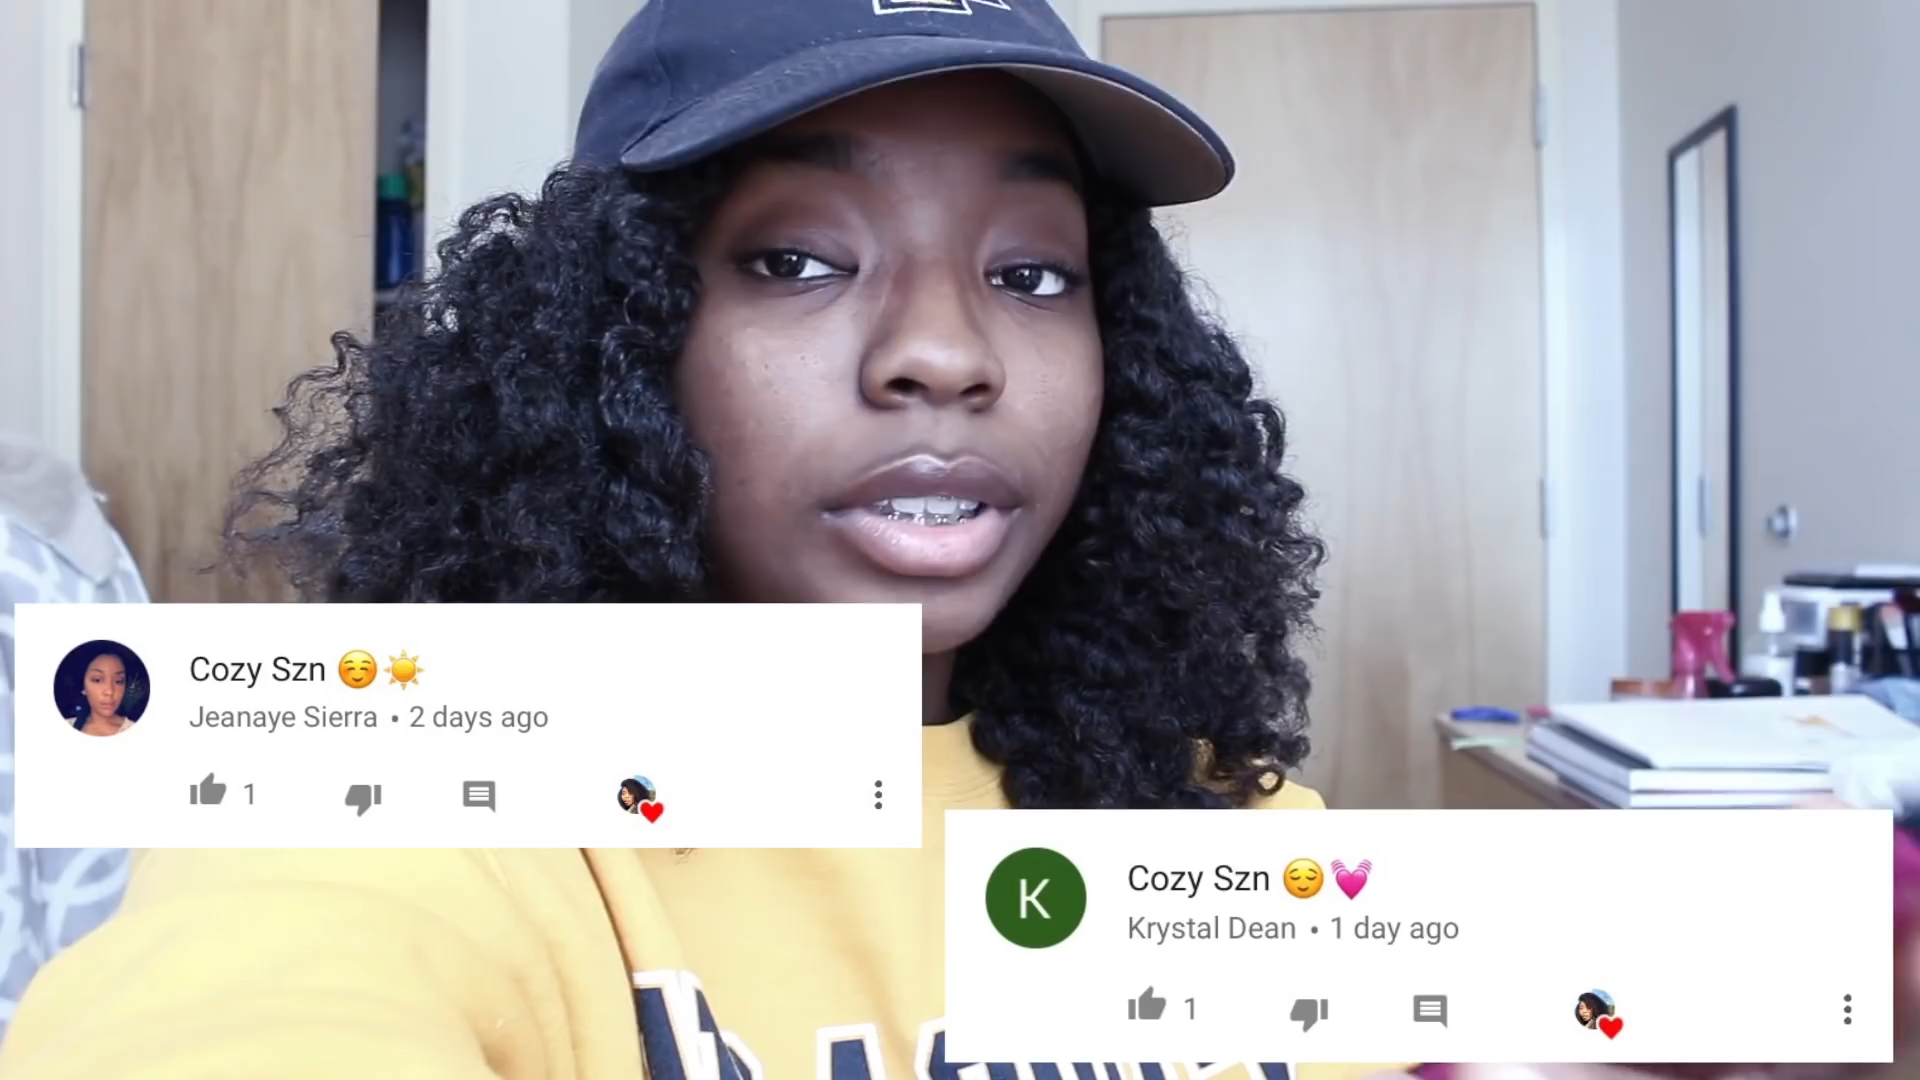 Cozy Szn ☺️☀️
Jeanaye Sierra • 2 days ago
1
K
Cozy Szn 😌💓
Krystal Dean • 1 day ago
1